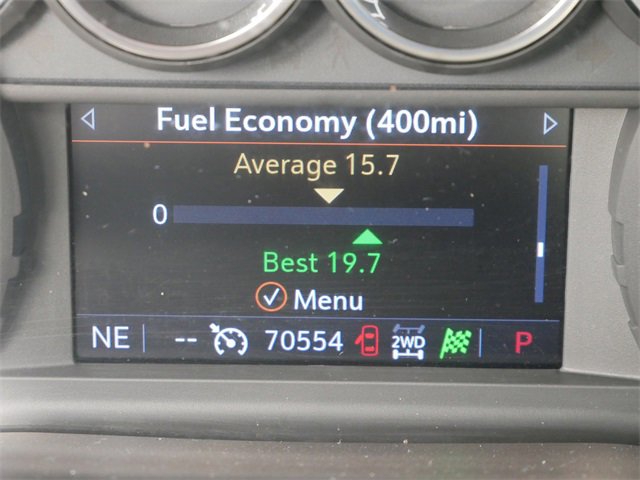 Fuel Economy (400mi)
Average 15.7
0
Best 19.7
Menu
NE -- 70554 2WD P